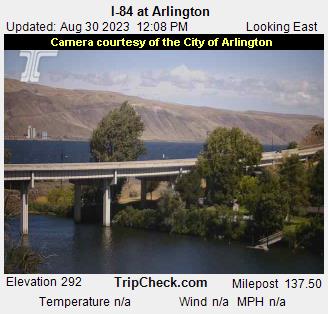 I-84 at Arlington
Updated: Aug 30 2023 12:08 PM Looking East
Camera courtesy of the City of Arlington
Elevation 292 TripCheck.com Milepost 137.50
Temperature n/a Wind n/a MPH n/a